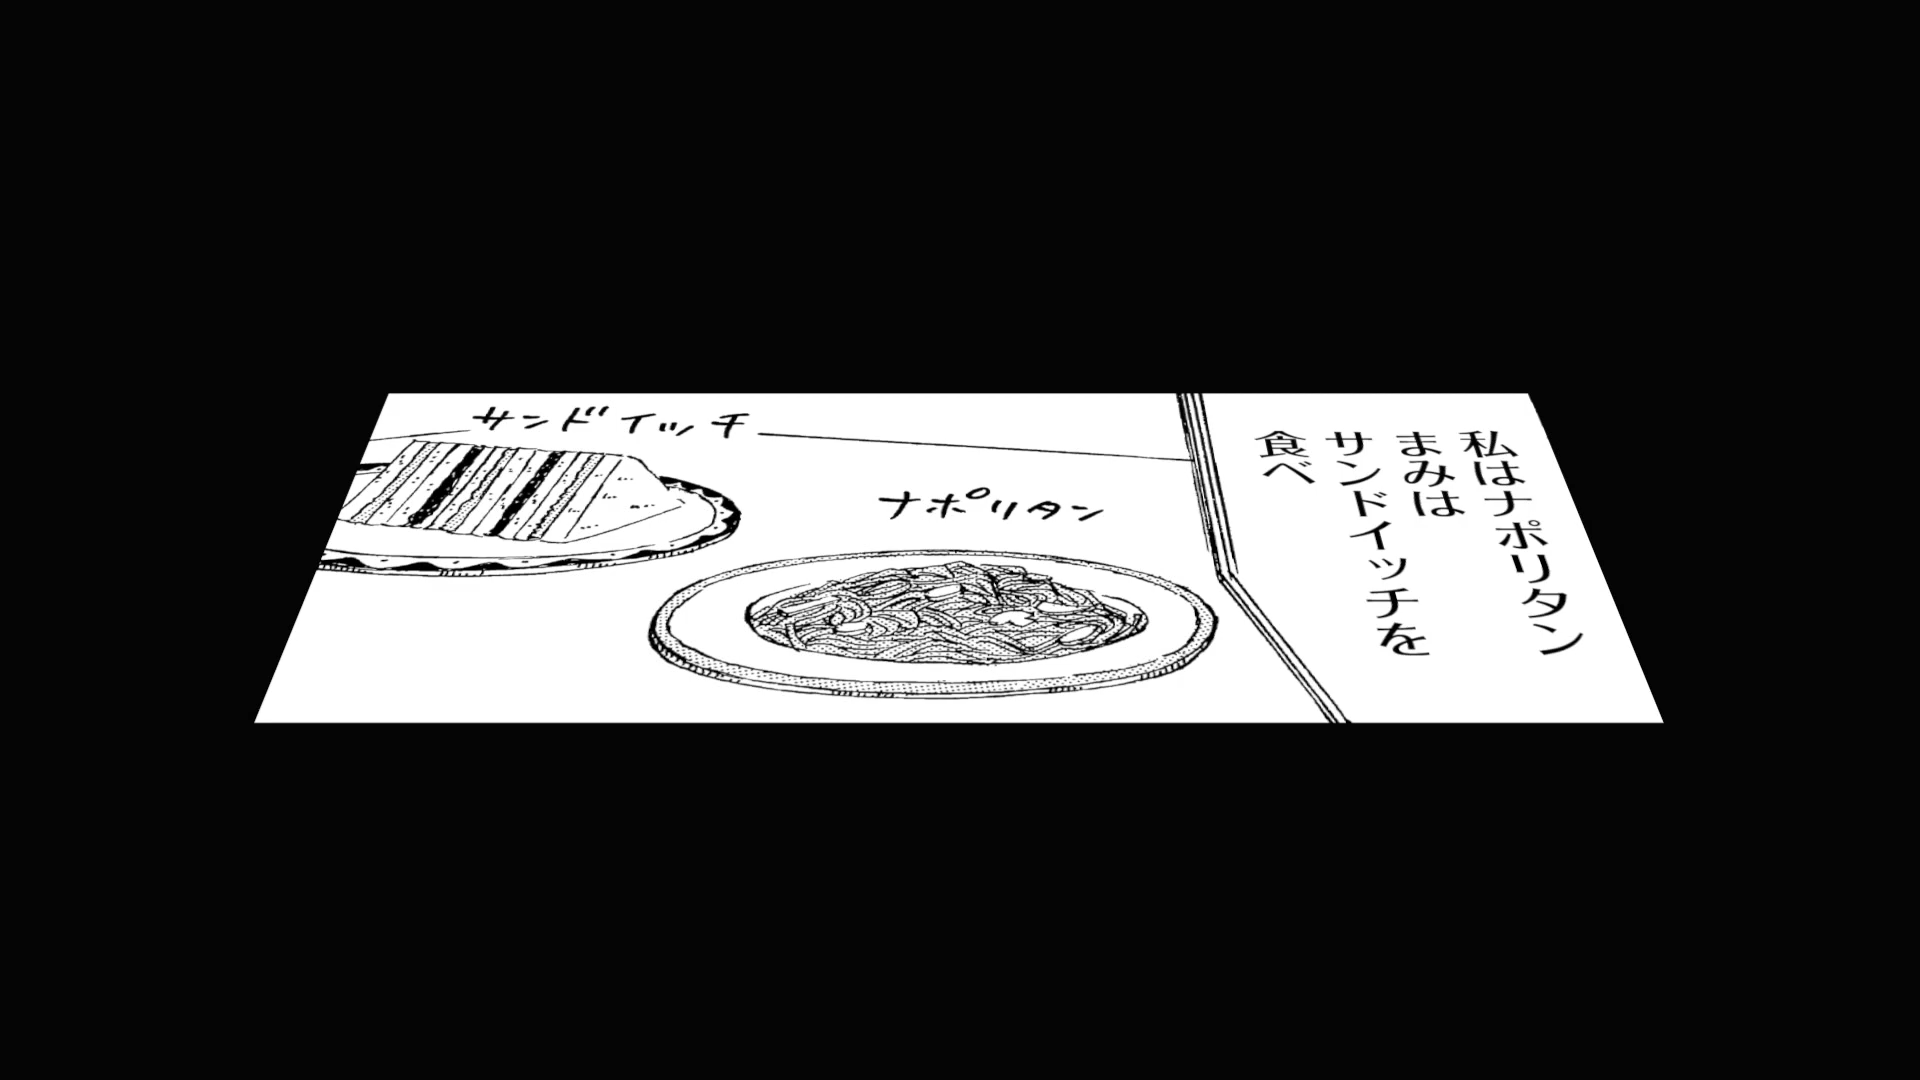 私はナポリタン
まみは
サンドイッチを
食べ
サンドイッチ
ナポリタン